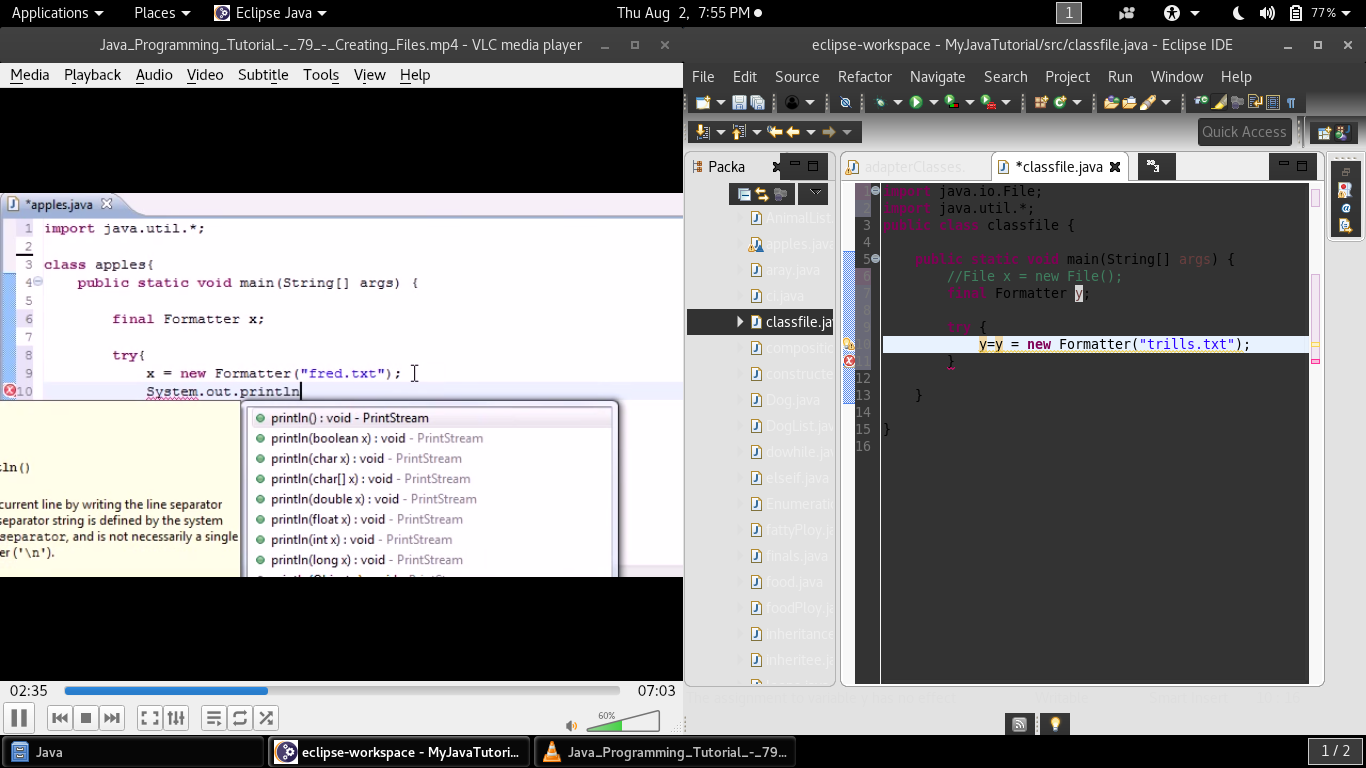 Applications Places Eclipse Java Thu Aug 2, 7:55 PM 1 77%
Java_Programming_Tutorial_-_79_-_Creating_Files.mp4 - VLC media player
Media Playback Audio Video Subtitle Tools View Help
*apples.java
1 import java.util.*;
2
3 class apples{
4 public static void main(String[] args) {
5
6 final Formatter x;
7
8 try{
9 x = new Formatter("fred.txt");
10 System.out.println
println() : void - PrintStream
println(boolean x) : void - PrintStream
println(char x) : void - PrintStream
println(char[] x) : void - PrintStream
println(double x) : void - PrintStream
println(float x) : void - PrintStream
println(int x) : void - PrintStream
println(long x) : void - PrintStream
ln()
current line by writing the line separator
separator string is defined by the system
separator, and is not necessarily a single
er ('\n').
02:35 07:03
60%
eclipse-workspace - MyJavaTutorial/src/classfile.java - Eclipse IDE
File Edit Source Refactor Navigate Search Project Run Window Help
Quick Access
Packa
AnimalList
apples.java
aray.java
ci.java
classfile.ja
compositic
constructe
Dog.java
DogList.jav
dowhile.ja
elseif.java
Enumerati
fattyPloy.j
finals.java
food.java
foodPloy.j
Inheritance
inheritee.j
adapterClasses.
*classfile.java
3
1 import java.io.File;
2 import java.util.*;
3 public class classfile {
4
5 public static void main(String[] args) {
6 //File x = new File();
7 final Formatter y;
8
9 try {
10 y=y = new Formatter("trills.txt");
11 }
12
13 }
14
15 }
16
Java
eclipse-workspace - MyJavaTutori...
Java_Programming_Tutorial_-_79...
1 / 2